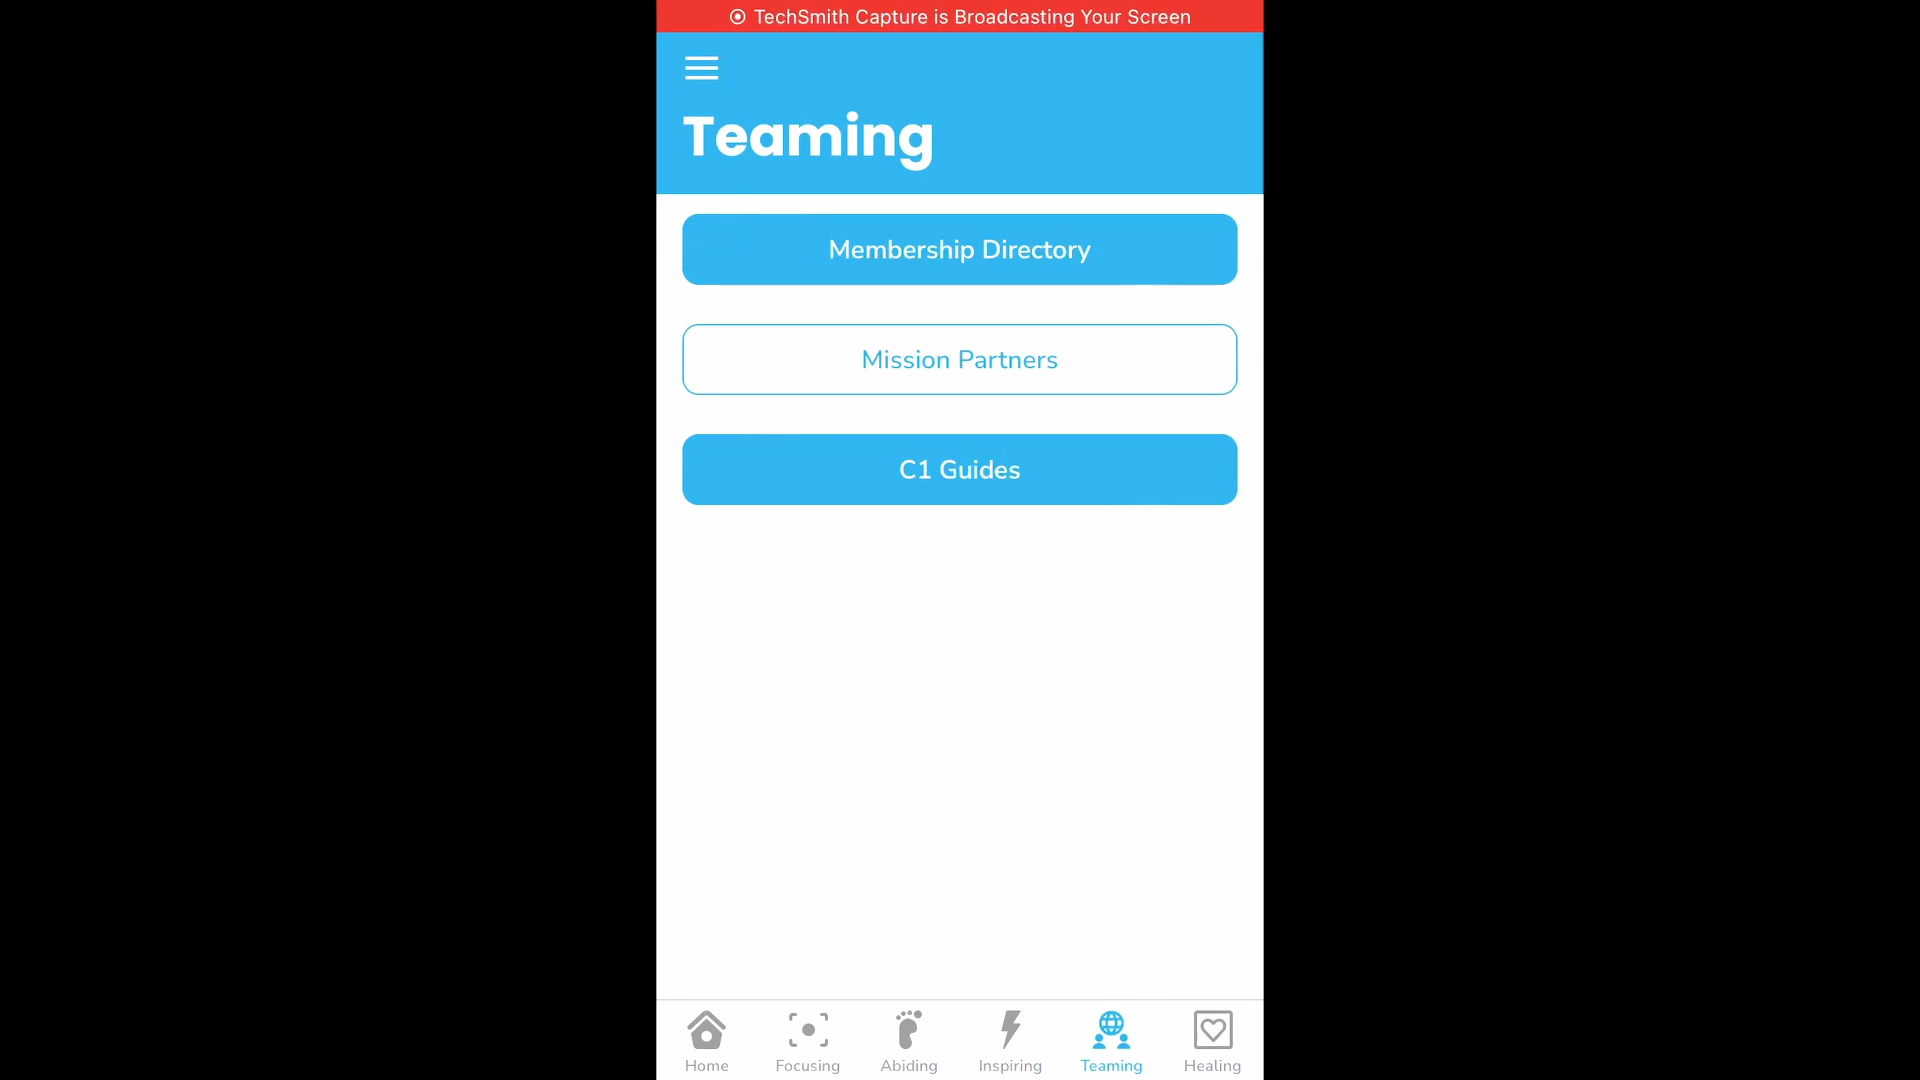 TechSmith Capture is Broadcasting Your Screen
Teaming
Membership Directory
Mission Partners
C1 Guides
Home Focusing Abiding Inspiring Teaming Healing